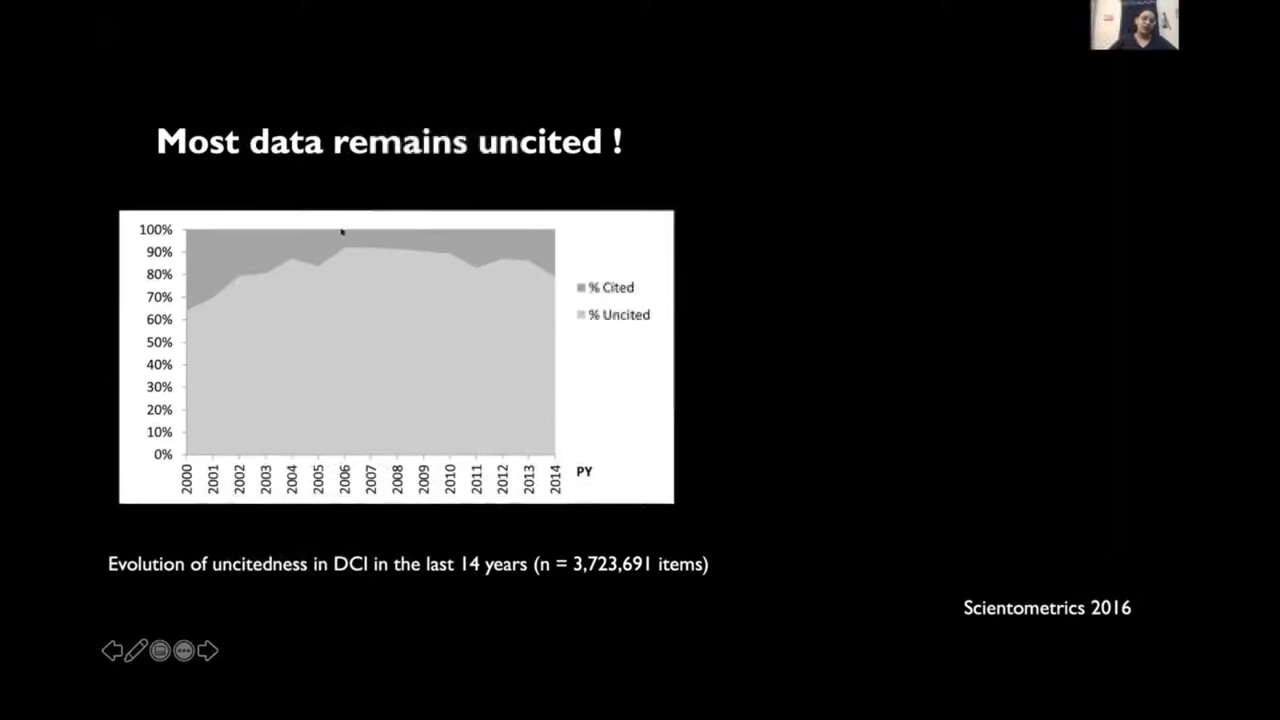 Most data remains uncited !
100%
90%
80%
70%
60%
50%
40%
30%
20%
10%
0%
% Cited
% Uncited
2000 2001 2002 2003 2004 2005 2006 2007 2008 2009 2010 2011 2012 2013 2014
PY
Evolution of uncitedness in DCI in the last 14 years (n = 3,723,691 items)
Scientometrics 2016